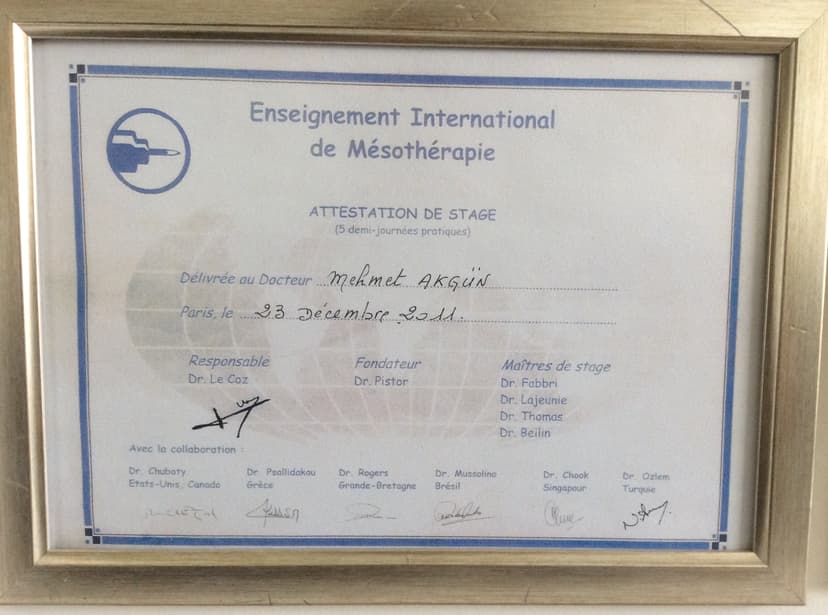 Enseignement International
de Mésothérapie
ATTESTATION DE STAGE
(5 demi-journées pratiques)
Délivrée au Docteur Mehmet AKGÜN
Paris, le 23 Décembre 2011.
Responsable Fondateur Maîtres de stage
Dr. Le Coz Dr. Pistor Dr. Fabbri
Dr. Lajeunie
Dr. Thomas
Dr. Beilin
Avec la collaboration :
Dr. Chubaty Dr. Psallidakou Dr. Rogers Dr. Mussolino Dr. Chook Dr. Ozlem
Etats-Unis, Canada Grèce Grande-Bretagne Brésil Singapour Turquie